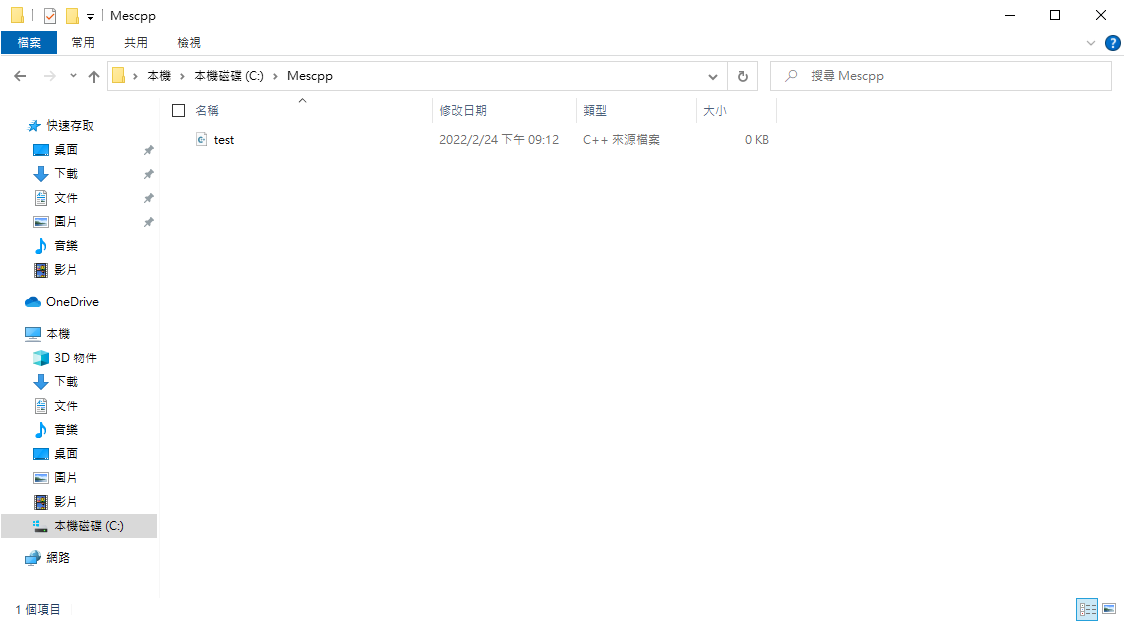 Mescpp
檔案 常用 共用 檢視
本機 本機磁碟 (C:) Mescpp 搜尋 Mescpp
名稱 修改日期 類型 大小
test 2022/2/24 下午 09:12 C++ 來源檔案 0 KB
快速存取
桌面
下載
文件
圖片
音樂
影片
OneDrive
本機
3D 物件
下載
文件
音樂
桌面
圖片
影片
本機磁碟 (C:)
網路
1 個項目